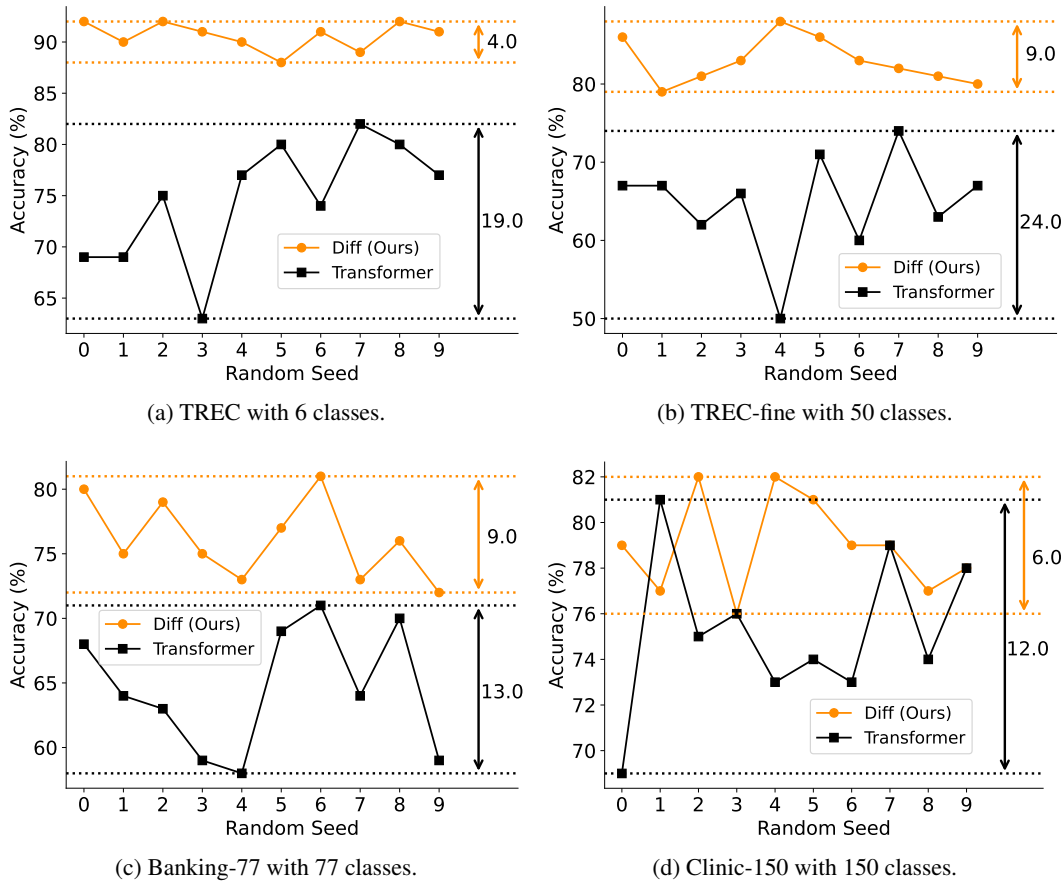 90
85
80
75
70
65
Accuracy (%)
4.0
19.0
Diff (Ours)
Transformer
0 1 2 3 4 5 6 7 8 9
Random Seed
(a) TREC with 6 classes.
80
70
60
50
Accuracy (%)
9.0
24.0
Diff (Ours)
Transformer
0 1 2 3 4 5 6 7 8 9
Random Seed
(b) TREC-fine with 50 classes.
80
75
70
65
60
Accuracy (%)
9.0
13.0
Diff (Ours)
Transformer
0 1 2 3 4 5 6 7 8 9
Random Seed
(c) Banking-77 with 77 classes.
82
80
78
76
74
72
70
Accuracy (%)
6.0
12.0
Diff (Ours)
Transformer
0 1 2 3 4 5 6 7 8 9
Random Seed
(d) Clinic-150 with 150 classes.